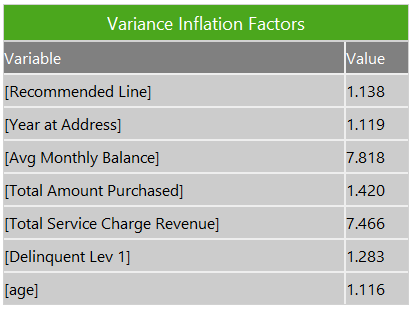 Variance Inflation Factors
Variable Value
[Recommended Line] 1.138
[Year at Address] 1.119
[Avg Monthly Balance] 7.818
[Total Amount Purchased] 1.420
[Total Service Charge Revenue] 7.466
[Delinquent Lev 1] 1.283
[age] 1.116